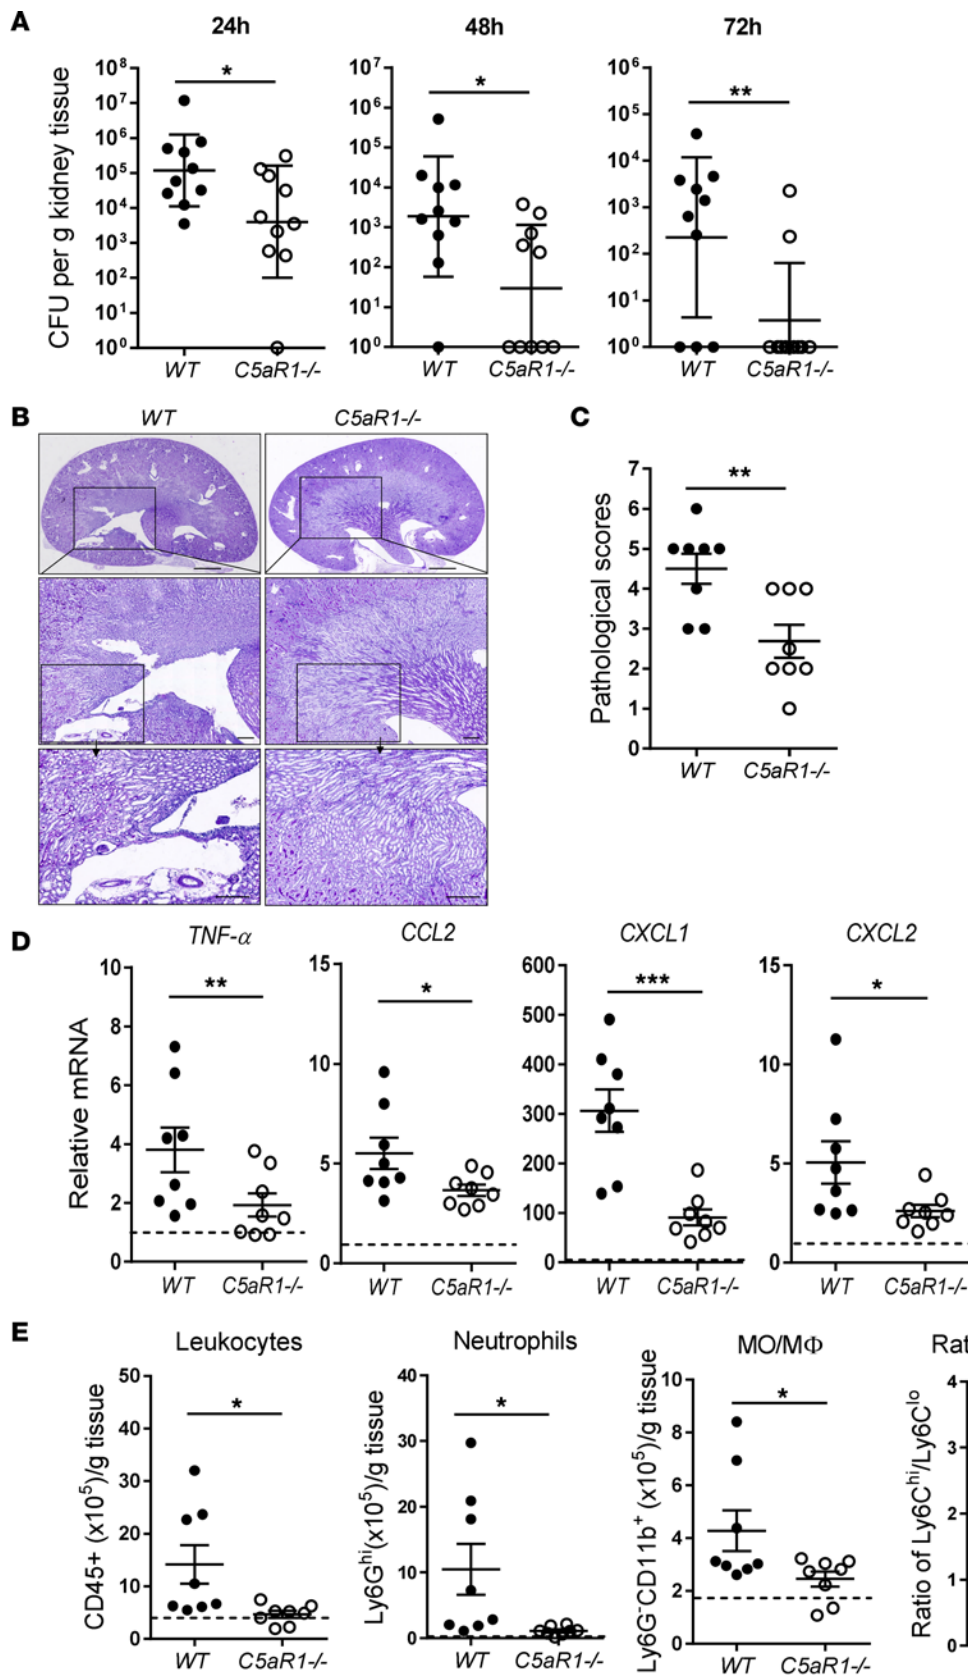 A
24h
48h
72h
CFU per g kidney tissue
10⁸
10⁷
10⁶
10⁵
10⁴
10³
10²
10¹
10⁰
*
WT
C5aR1-/-
10⁷
10⁶
10⁵
10⁴
10³
10²
10¹
10⁰
*
WT
C5aR1-/-
10⁶
10⁵
10⁴
10³
10²
10¹
10⁰
**
WT
C5aR1-/-
B
WT
C5aR1-/-
C
Pathological scores
7
6
5
4
3
2
1
0
**
WT
C5aR1-/-
D
TNF-α
Relative mRNA
10
8
6
4
2
0
**
WT
C5aR1-/-
CCL2
15
10
5
0
*
WT
C5aR1-/-
CXCL1
600
500
400
300
200
100
0
***
WT
C5aR1-/-
CXCL2
15
10
5
0
*
WT
C5aR1-/-
E
Leukocytes
CD45+ (x10⁵)/g tissue
50
40
30
20
10
0
*
WT
C5aR1-/-
Neutrophils
Ly6Gʰⁱ(x10⁵)/g tissue
40
30
20
10
0
*
WT
C5aR1-/-
MO/MΦ
Ly6G⁻CD11b⁺ (x10⁵)/g tissue
10
8
6
4
2
0
*
WT
C5aR1-/-
Rat
Ratio of Ly6Cʰⁱ/Ly6Cˡᵒ
4
3
2
1
0